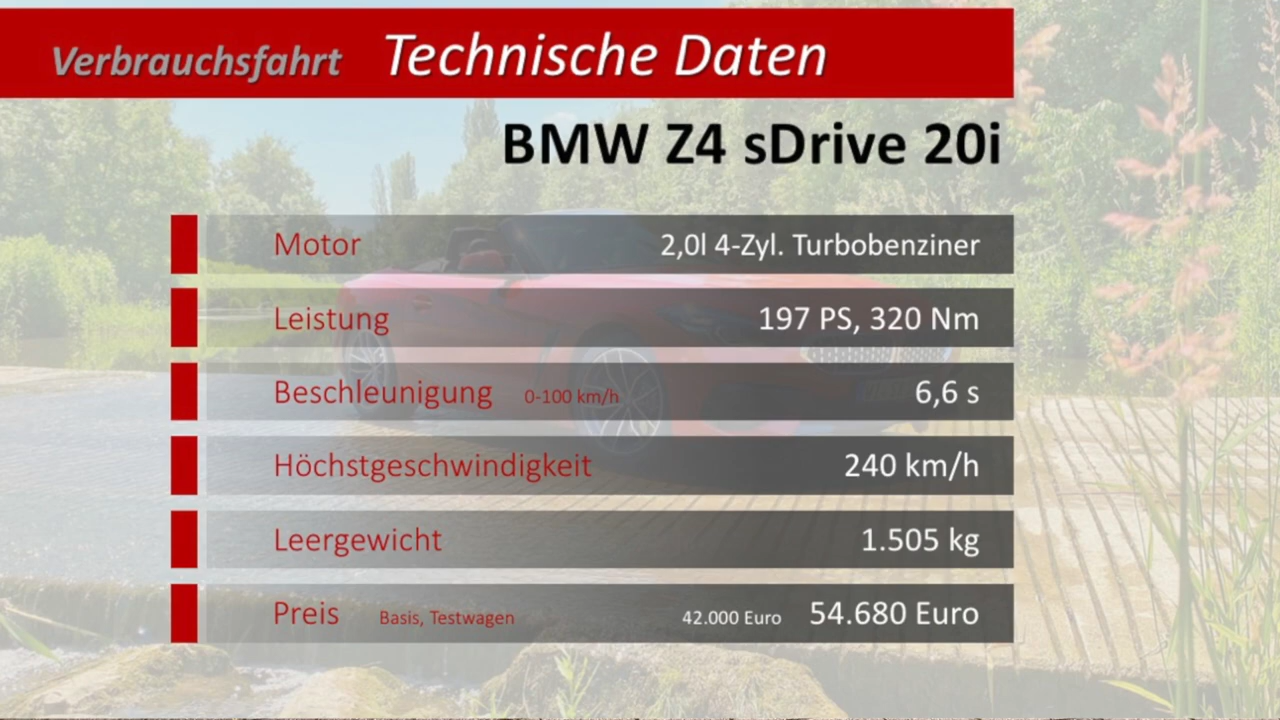 Verbrauchsfahrt Technische Daten
BMW Z4 sDrive 20i
Motor 2,0l 4-Zyl. Turbobenziner
Leistung 197 PS, 320 Nm
Beschleunigung 0-100 km/h 6,6 s
Höchstgeschwindigkeit 240 km/h
Leergewicht 1.505 kg
Preis Basis, Testwagen 42.000 Euro 54.680 Euro